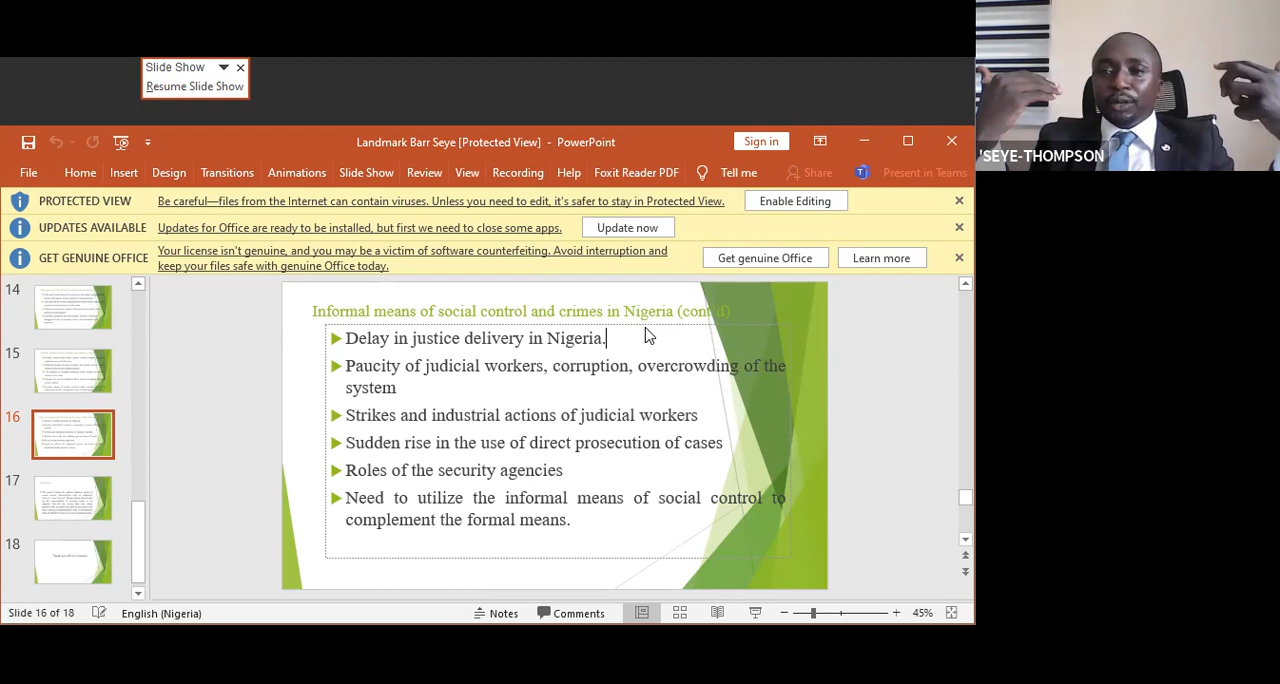 Slide Show
Resume Slide Show
'SEYE-THOMPSON
Landmark Barr Seye [Protected View] - PowerPoint
Sign in
File Home Insert Design Transitions Animations Slide Show Review View Recording Help Foxit Reader PDF Tell me Share Present in Teams
PROTECTED VIEW Be careful—files from the Internet can contain viruses. Unless you need to edit, it's safer to stay in Protected View. Enable Editing
UPDATES AVAILABLE Updates for Office are ready to be installed, but first we need to close some apps. Update now
GET GENUINE OFFICE Your license isn't genuine, and you may be a victim of software counterfeiting. Avoid interruption and
keep your files safe with genuine Office today. Get genuine Office Learn more
14
15
16
17
18
Informal means of social control and crimes in Nigeria (cont'd)
Delay in justice delivery in Nigeria.
Paucity of judicial workers, corruption, overcrowding of the
system
Strikes and industrial actions of judicial workers
Sudden rise in the rate of direct prosecution of cases
Roles of the security agencies
Need to utilize the informal means of social control to
complement the formal means.
Slide 16 of 18 English (Nigeria) Notes Comments 45%